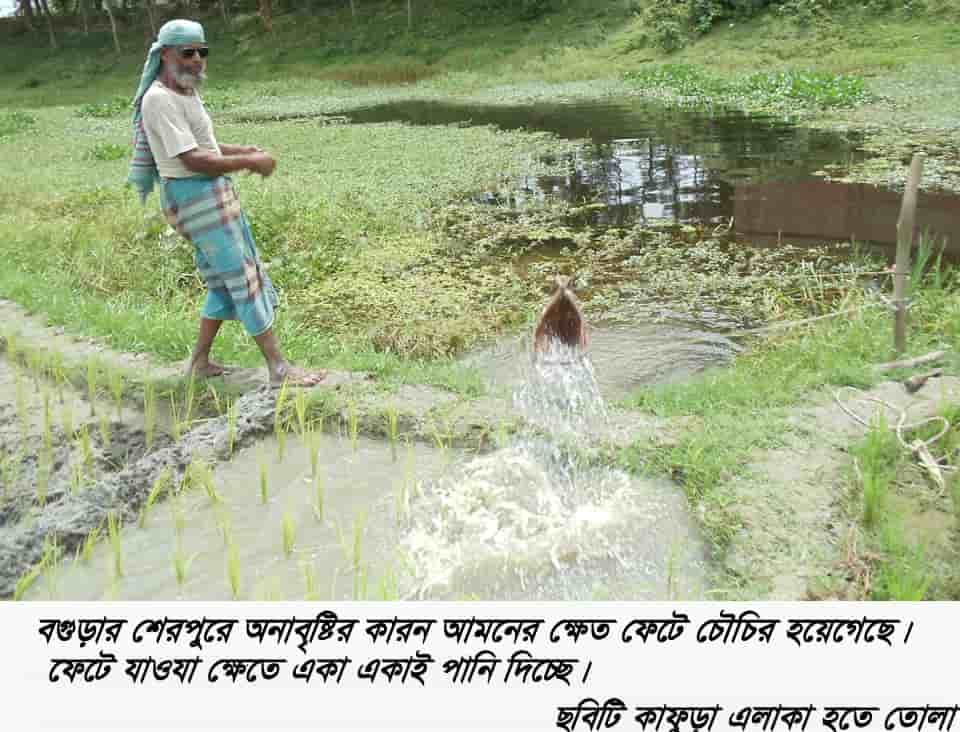 বগুড়ার শেরপুরে অনাবৃষ্টির কারন আমনের ক্ষেত ফেটে চৌচির হয়েগেছে।
ফেটে যাওযা ক্ষেতে একা একাই পানি দিচ্ছে।
ছবিটি কাফুড়া এলাকা হতে তোলা